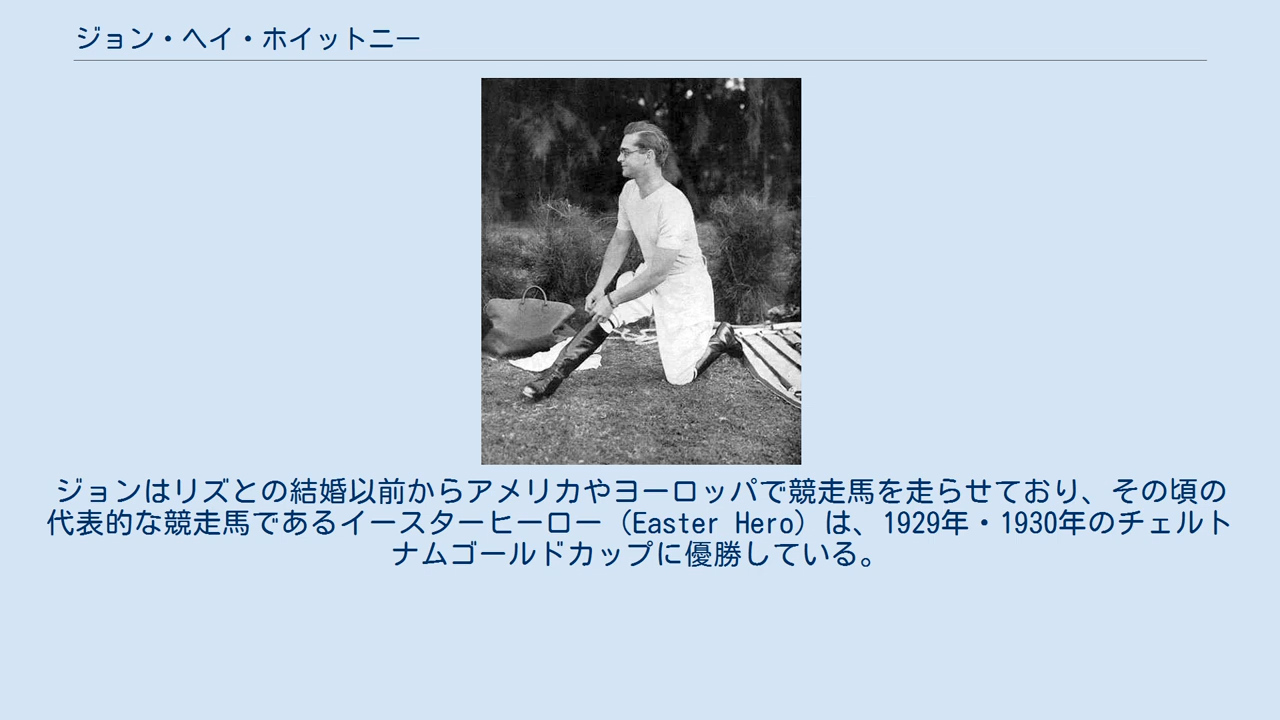 ジョン・ヘイ・ホイットニー
ジョンはリズとの結婚以前からアメリカやヨーロッパで競走馬を走らせており、その頃の
代表的な競走馬であるイースターヒーロー（Easter Hero）は、1929年・1930年のチェルト
ナムゴールドカップに優勝している。